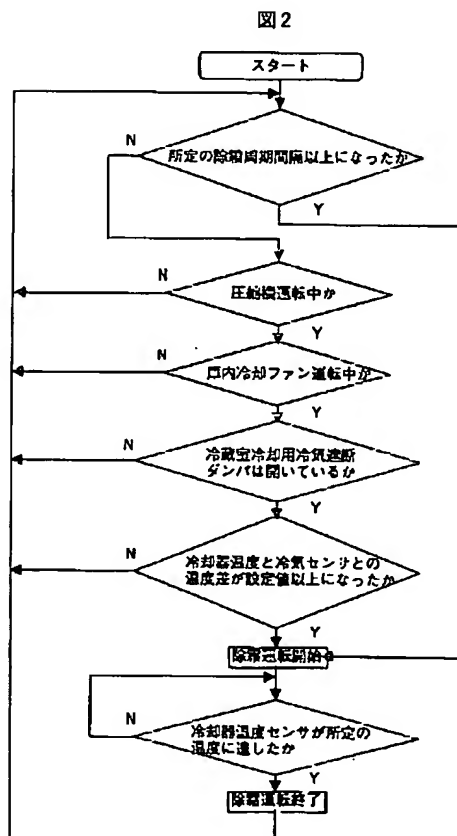 図2
スタート
N
所定の除霜周期間隔以上になったか
Y
N
圧縮機運転中か
Y
N
庫内冷却ファン運転中か
Y
N
冷蔵室冷却用冷気遮断
ダンパは開いているか
Y
N
冷却器温度と冷気センサとの
温度差が設定値以上になったか
Y
除霜運転開始
N
冷却器温度センサが所定の
温度に達したか
Y
除霜運転終了